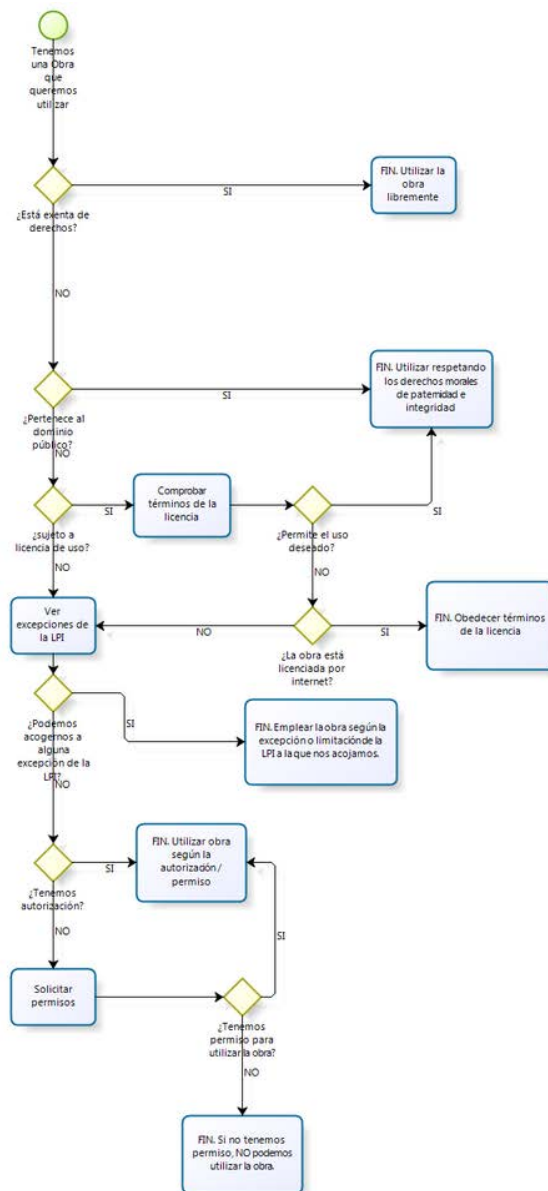 Tenemos
una Obra
que
queremos
utilizar
¿Está exenta de
derechos?
SI
FIN. Utilizar la
obra
libremente
NO
¿Pertenece al
dominio
público?
SI
FIN. Utilizar respetando
los derechos morales
de paternidad e
integridad
NO
¿sujeto a
licencia de uso?
SI
Comprobar
términos de la
licencia
¿Permite el uso
deseado?
SI
NO
NO
Ver
excepciones de
la LPI
NO
¿La obra está
licenciada por
internet?
SI
FIN. Obedecer términos
de la licencia
¿Podemos
acogernos a
alguna
excepción de la
LPI?
SI
FIN. Emplear la obra según la
excepción o limitaciónde la
LPI a la que nos acojamos.
NO
¿Tenemos
autorización?
SI
FIN. Utilizar obra
según la
autorización/
permiso
NO
Solicitar
permisos
¿Tenemos
permiso para
utilizar la obra?
SI
NO
FIN. Si no tenemos
permiso, NO podemos
utilizar la obra.